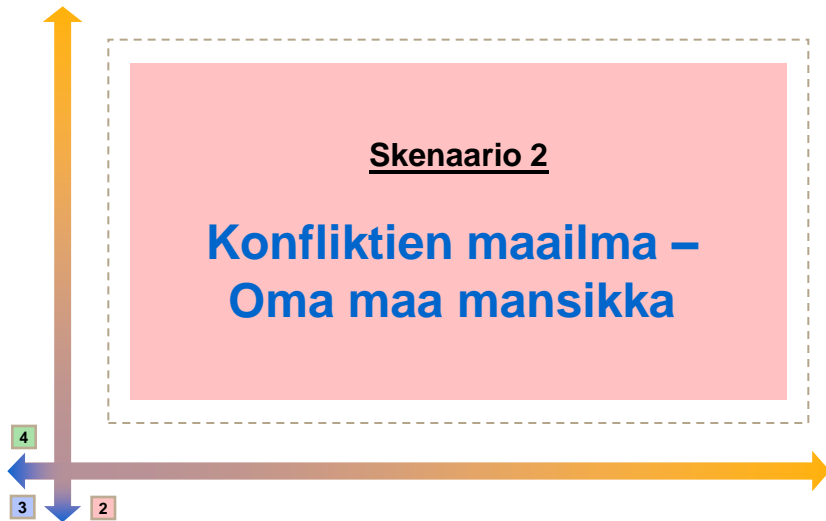 Skenaario 2
Konfliktien maailma –
Oma maa mansikka
4
3
2